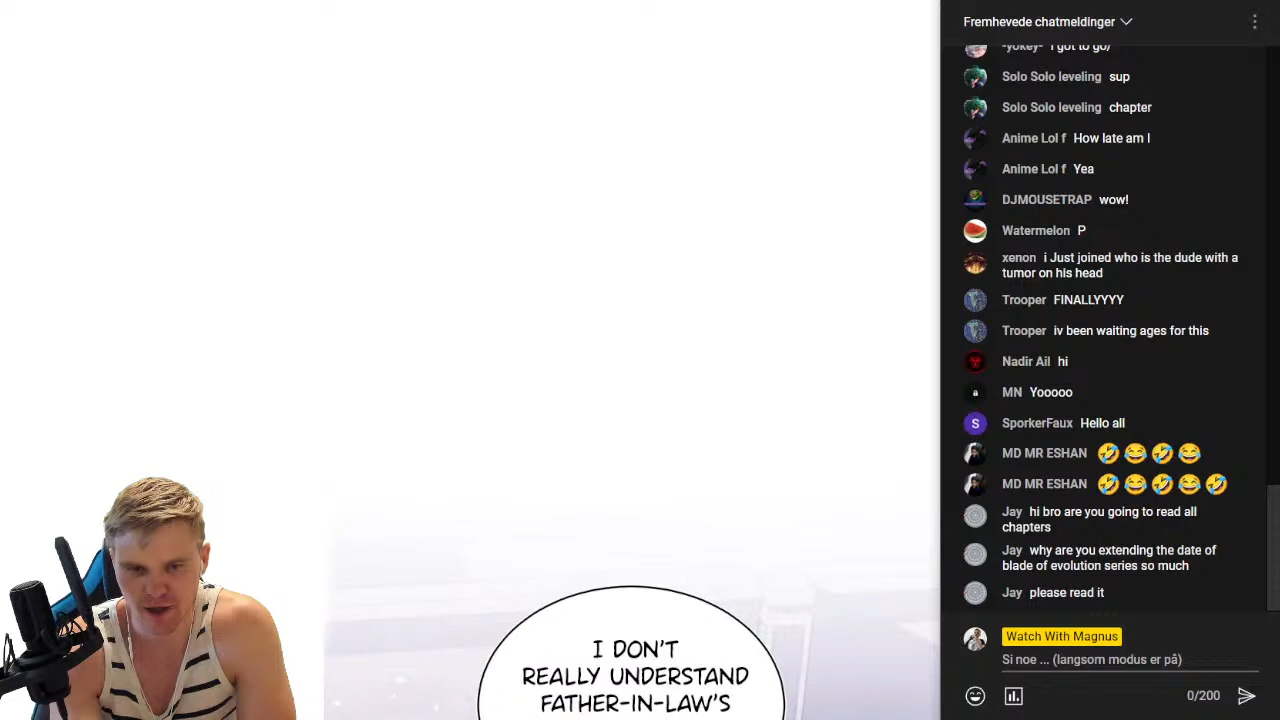 Fremhevede chatmeldinger
-yokey- I got to go)
Solo Solo leveling sup
Solo Solo leveling chapter
Anime Lol f How late am I
Anime Lol f Yea
DJMOUSETRAP wow!
Watermelon P
xenon i Just joined who is the dude with a
tumor on his head
Trooper FINALLYYYY
Trooper iv been waiting ages for this
Nadir Ail hi
MN Yooooo
S SporkerFaux Hello all
MD MR ESHAN 🤣😂🤣😂
MD MR ESHAN 🤣😂🤣😂🤣
Jay hi bro are you going to read all
chapters
Jay why are you extending the date of
blade of evolution series so much
Jay please read it
Watch With Magnus
Si noe ... (langsom modus er på)
0/200
I DON'T
REALLY UNDERSTAND
FATHER-IN-LAW'S